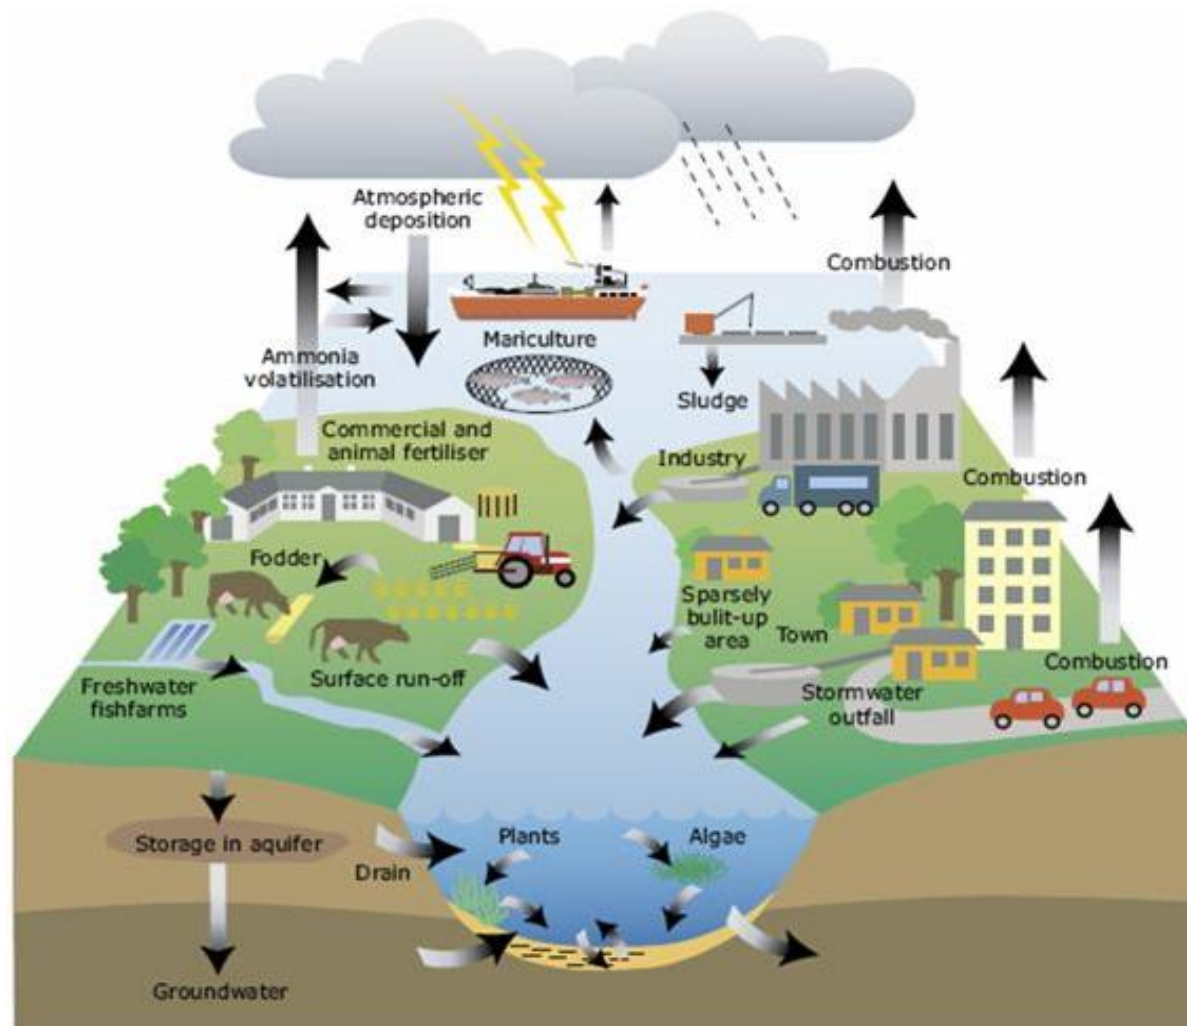 Atmospheric
deposition
Combustion
Mariculture
Ammonia
volatilisation
Sludge
Commercial and
animal fertiliser
Industry
Combustion
Fodder
Sparsely
bulit-up
area
Town
Combustion
Surface run-off
Freshwater
fishfarms
Stormwater
outfall
Plants
Algae
Storage in aquifer
Drain
Groundwater